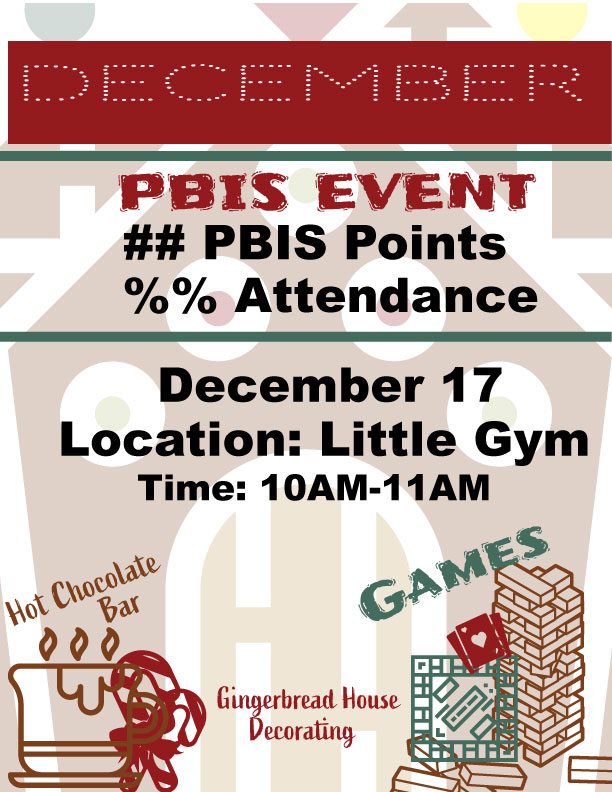 DECEMBER
PBIS EVENT
## PBIS Points
%% Attendance
December 17
Location: Little Gym
Time: 10AM-11AM
Games
Hot Chocolate
Bar
Gingerbread House
Decorating